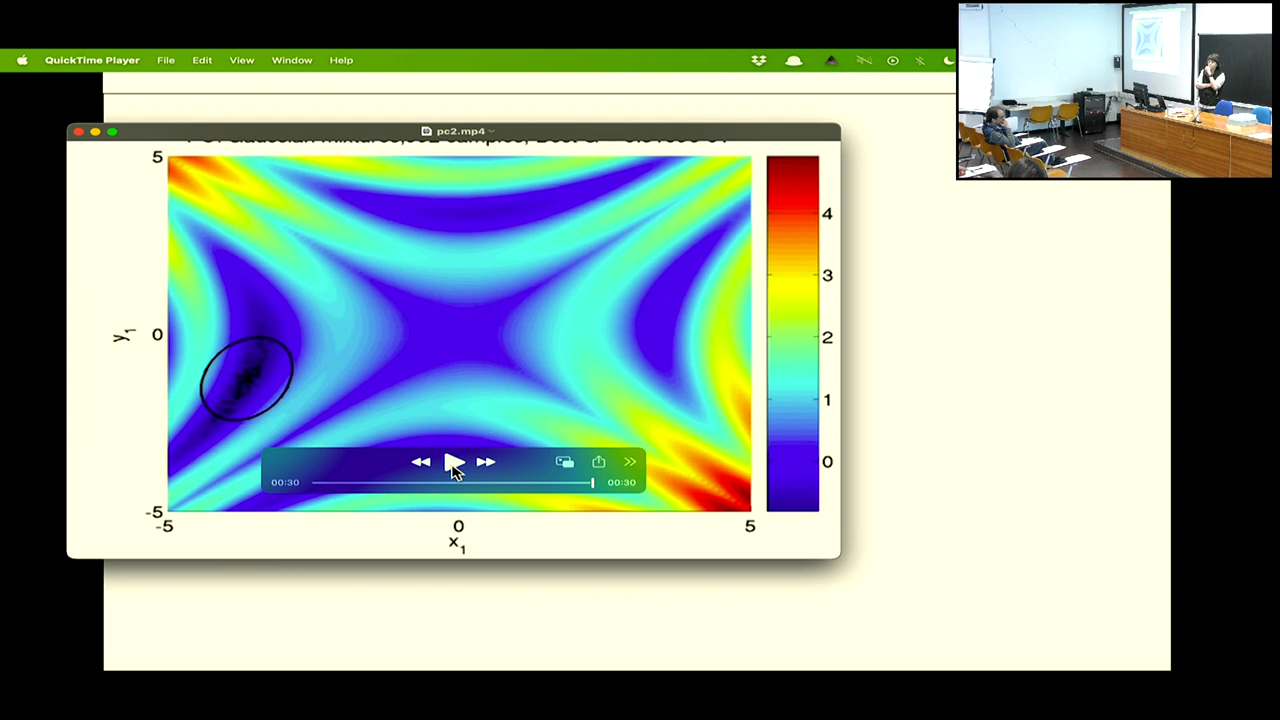 QuickTime Player File Edit View Window Help
pc2.mp4
5
0
-5
y1
-5 0 5
x1
4
3
2
1
0
00:30 00:30